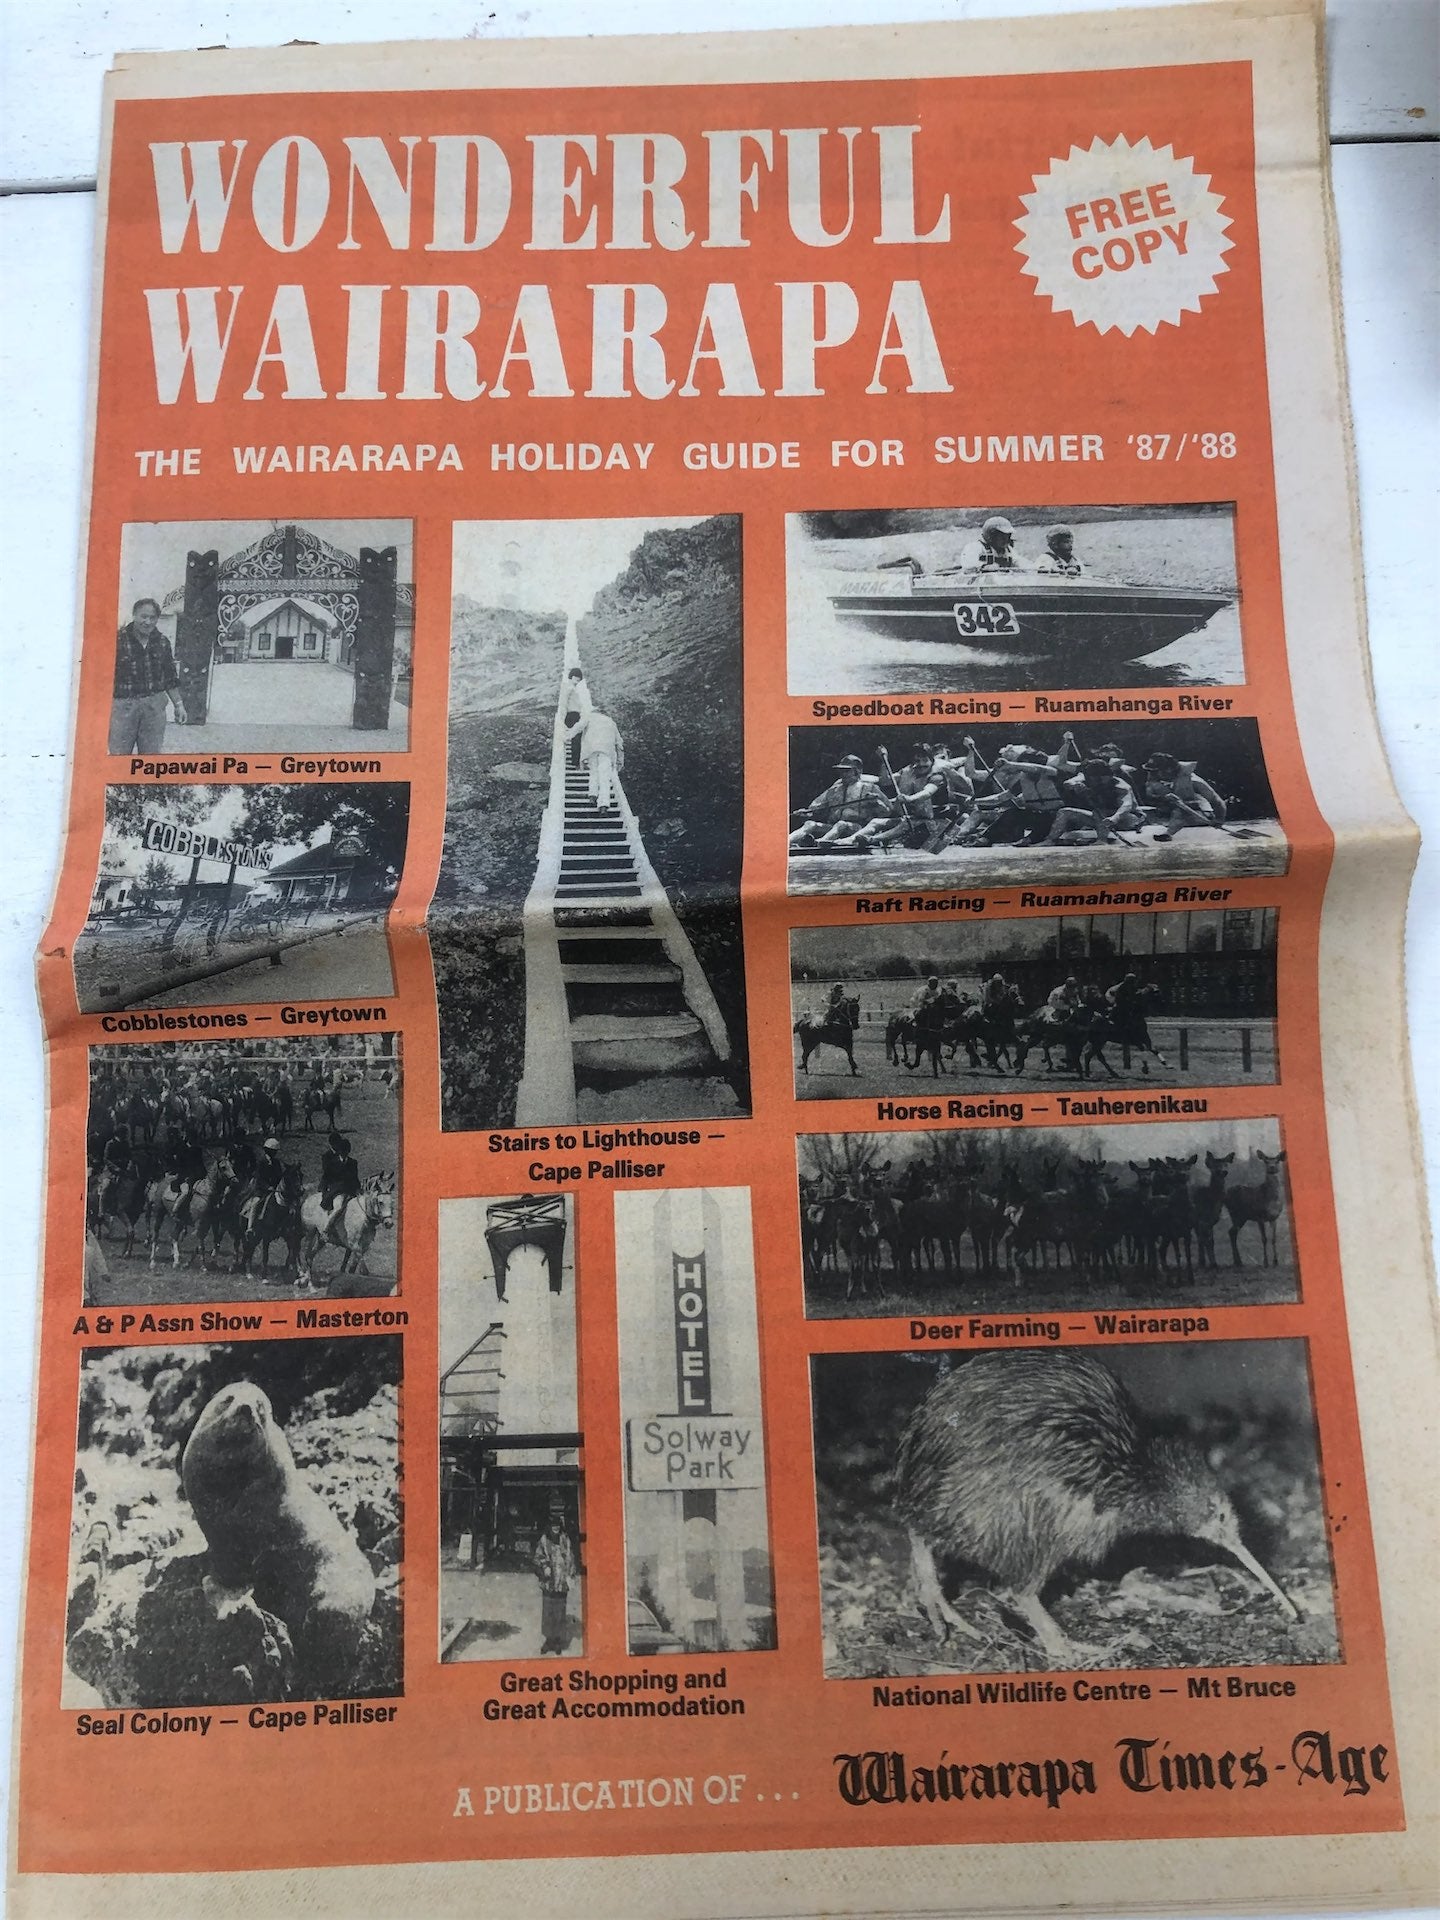 WONDERFUL
WAIRARAPA
FREE
COPY
THE WAIRARAPA HOLIDAY GUIDE FOR SUMMER '87/'88
Papawai Pa — Greytown
COBBLESTONES
Cobblestones — Greytown
A & P Assn Show — Masterton
Seal Colony — Cape Palliser
Stairs to Lighthouse —
Cape Palliser
HOTEL
Solway
Park
Great Shopping and
Great Accommodation
342
Speedboat Racing — Ruamahanga River
Raft Racing — Ruamahanga River
Horse Racing — Tauherenikau
Deer Farming — Wairarapa
National Wildlife Centre — Mt Bruce
A PUBLICATION OF . . .
Wairarapa Times-Age